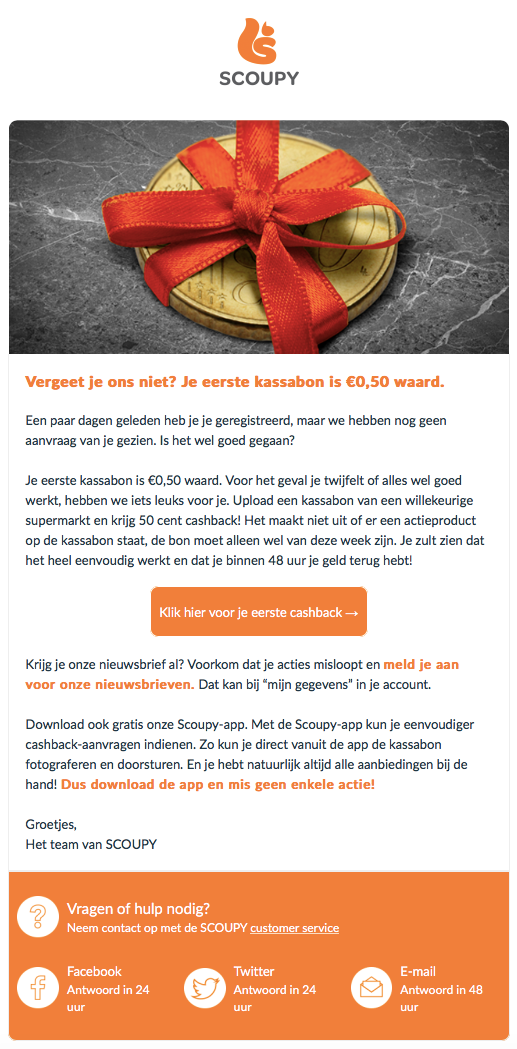 SCOUPY
Vergeet je ons niet? Je eerste kassabon is €0,50 waard.
Een paar dagen geleden heb je je geregistreerd, maar we hebben nog geen
aanvraag van je gezien. Is het wel goed gegaan?
Je eerste kassabon is €0,50 waard. Voor het geval je twijfelt of alles wel goed
werkt, hebben we iets leuks voor je. Upload een kassabon van een willekeurige
supermarkt en krijg 50 cent cashback! Het maakt niet uit of er een actieproduct
op de kassabon staat, de bon moet alleen wel van deze week zijn. Je zult zien dat
het heel eenvoudig werkt en dat je binnen 48 uur je geld terug hebt!
Klik hier voor je eerste cashback →
Krijg je onze nieuwsbrief al? Voorkom dat je acties misloopt en meld je aan
voor onze nieuwsbrieven. Dat kan bij “mijn gegevens” in je account.
Download ook gratis onze Scoupy-app. Met de Scoupy-app kun je eenvoudiger
cashback-aanvragen indienen. Zo kun je direct vanuit de app de kassabon
fotograferen en doorsturen. En je hebt natuurlijk altijd alle aanbiedingen bij de
hand! Dus download de app en mis geen enkele actie!
Groetjes,
Het team van SCOUPY
Vragen of hulp nodig?
Neem contact op met de SCOUPY customer service
Facebook
Antwoord in 24
uur
Twitter
Antwoord in 24
uur
E-mail
Antwoord in 48
uur